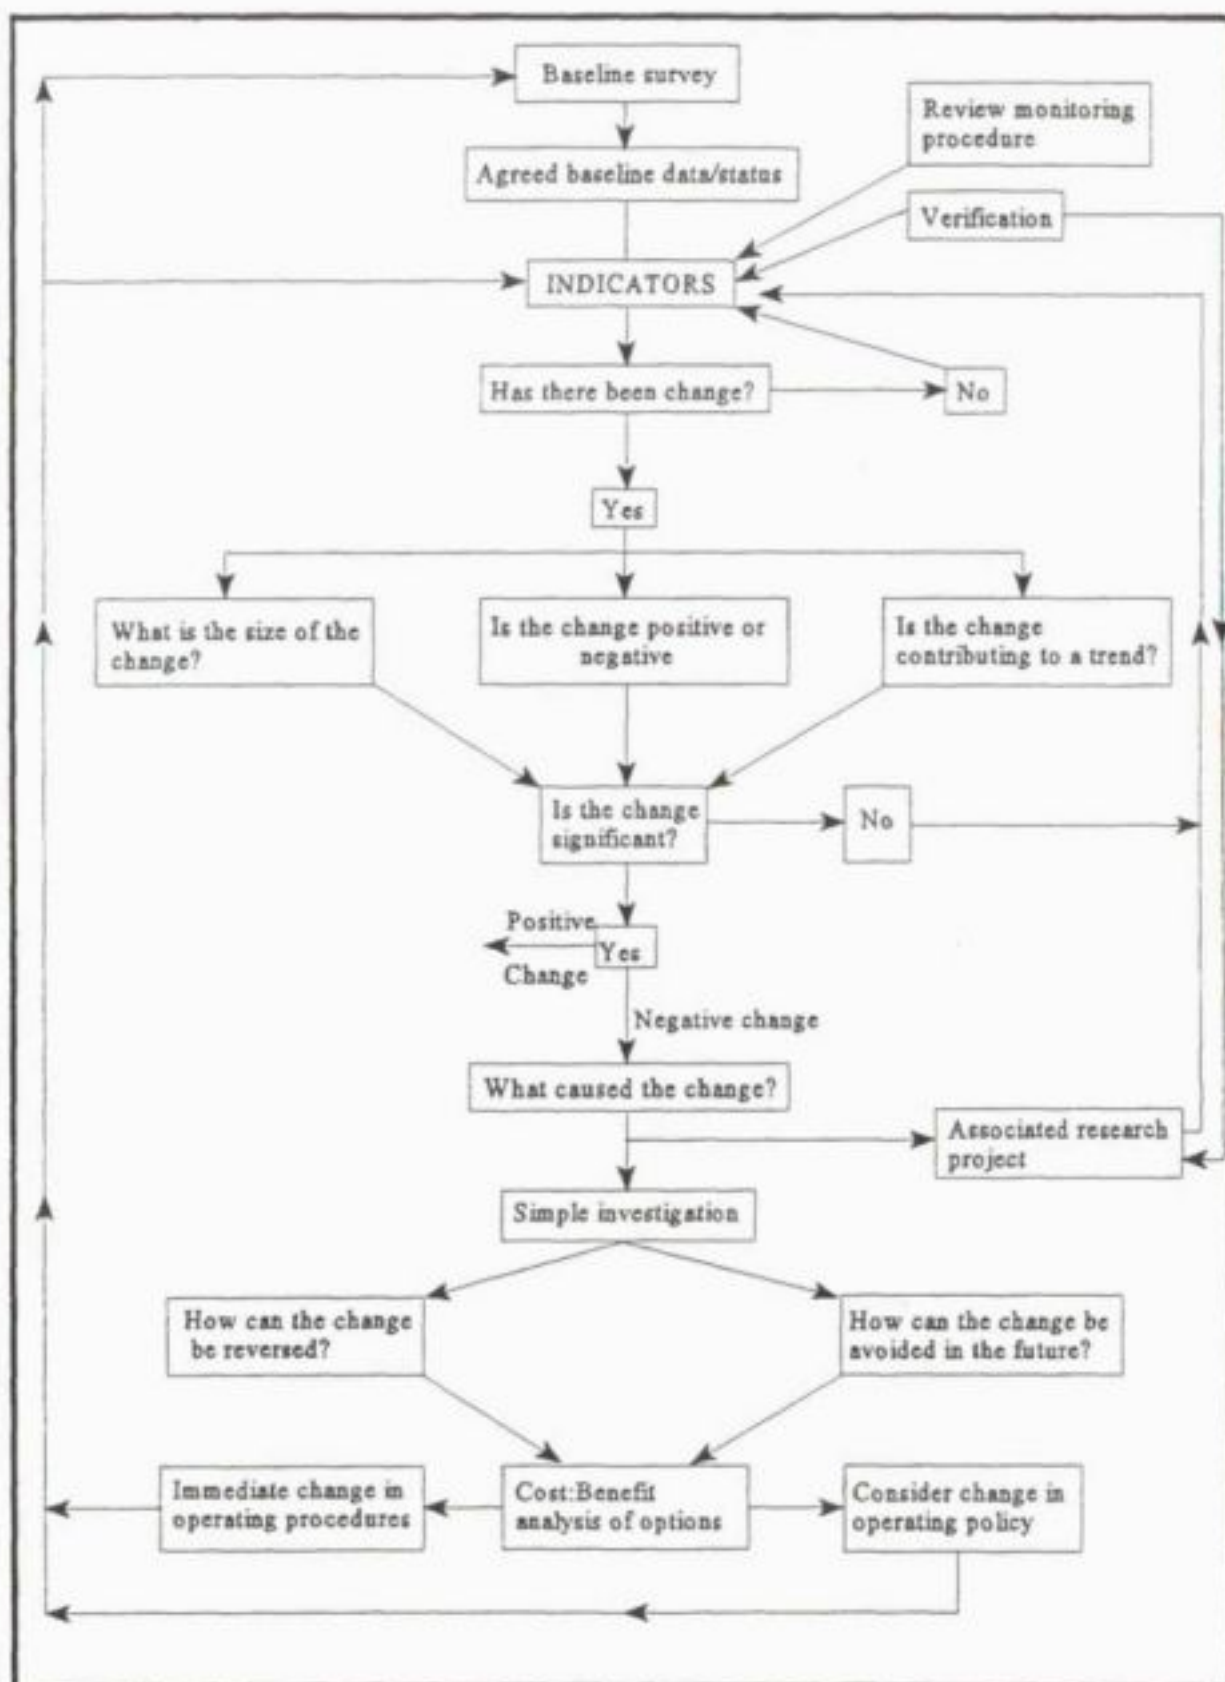 Baseline survey
Review monitoring
procedure
Agreed baseline data/status
Verification
INDICATORS
Has there been change?
No
Yes
What is the size of the
change?
Is the change positive or
negative
Is the change
contributing to a trend?
Is the change
significant?
No
Positive
Yes
Change
Negative change
What caused the change?
Associated research
project
Simple investigation
How can the change
be reversed?
How can the change be
avoided in the future?
Immediate change in
operating procedures
Cost:Benefit
analysis of options
Consider change in
operating policy